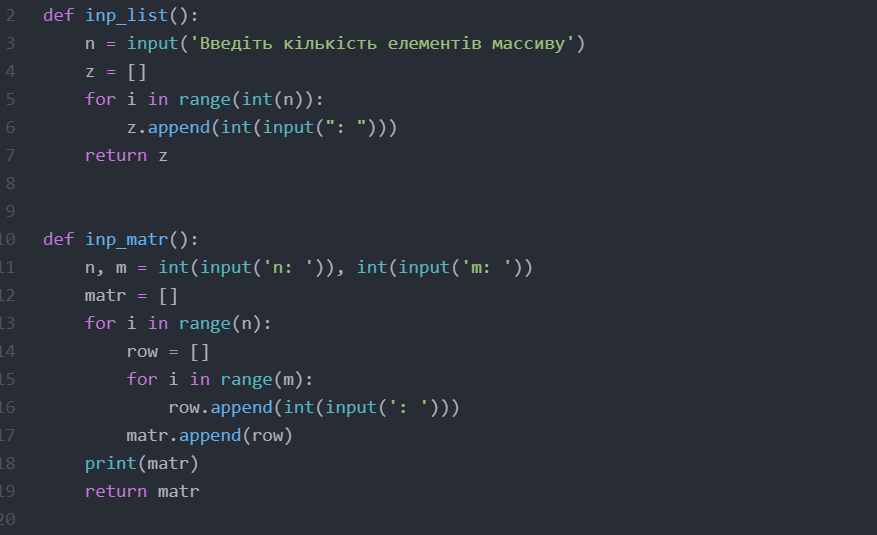 2 def inp_list():
3     n = input('Введіть кількість елементів массиву')
4     z = []
5     for i in range(int(n)):
6         z.append(int(input(": ")))
7     return z
8
9
10 def inp_matr():
11     n, m = int(input('n: ')), int(input('m: '))
12     matr = []
13     for i in range(n):
14         row = []
15         for i in range(m):
16             row.append(int(input(': ')))
17         matr.append(row)
18     print(matr)
19     return matr
20